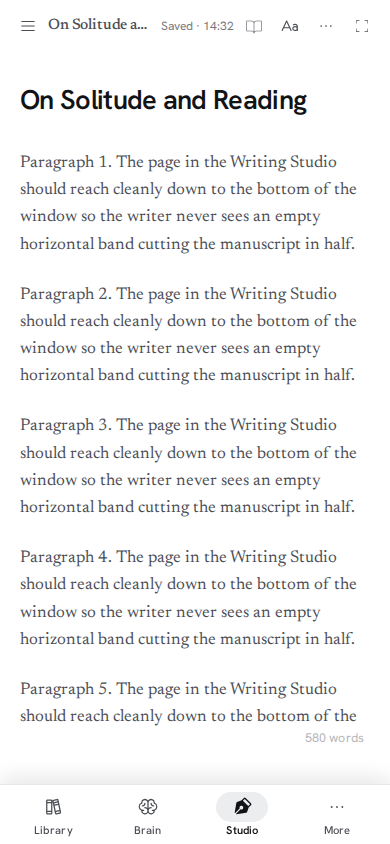 On Solitude a... Saved · 14:32 Aa
On Solitude and Reading
Paragraph 1. The page in the Writing Studio
should reach cleanly down to the bottom of the
window so the writer never sees an empty
horizontal band cutting the manuscript in half.
Paragraph 2. The page in the Writing Studio
should reach cleanly down to the bottom of the
window so the writer never sees an empty
horizontal band cutting the manuscript in half.
Paragraph 3. The page in the Writing Studio
should reach cleanly down to the bottom of the
window so the writer never sees an empty
horizontal band cutting the manuscript in half.
Paragraph 4. The page in the Writing Studio
should reach cleanly down to the bottom of the
window so the writer never sees an empty
horizontal band cutting the manuscript in half.
Paragraph 5. The page in the Writing Studio
should reach cleanly down to the bottom of the
580 words
Library Brain Studio More